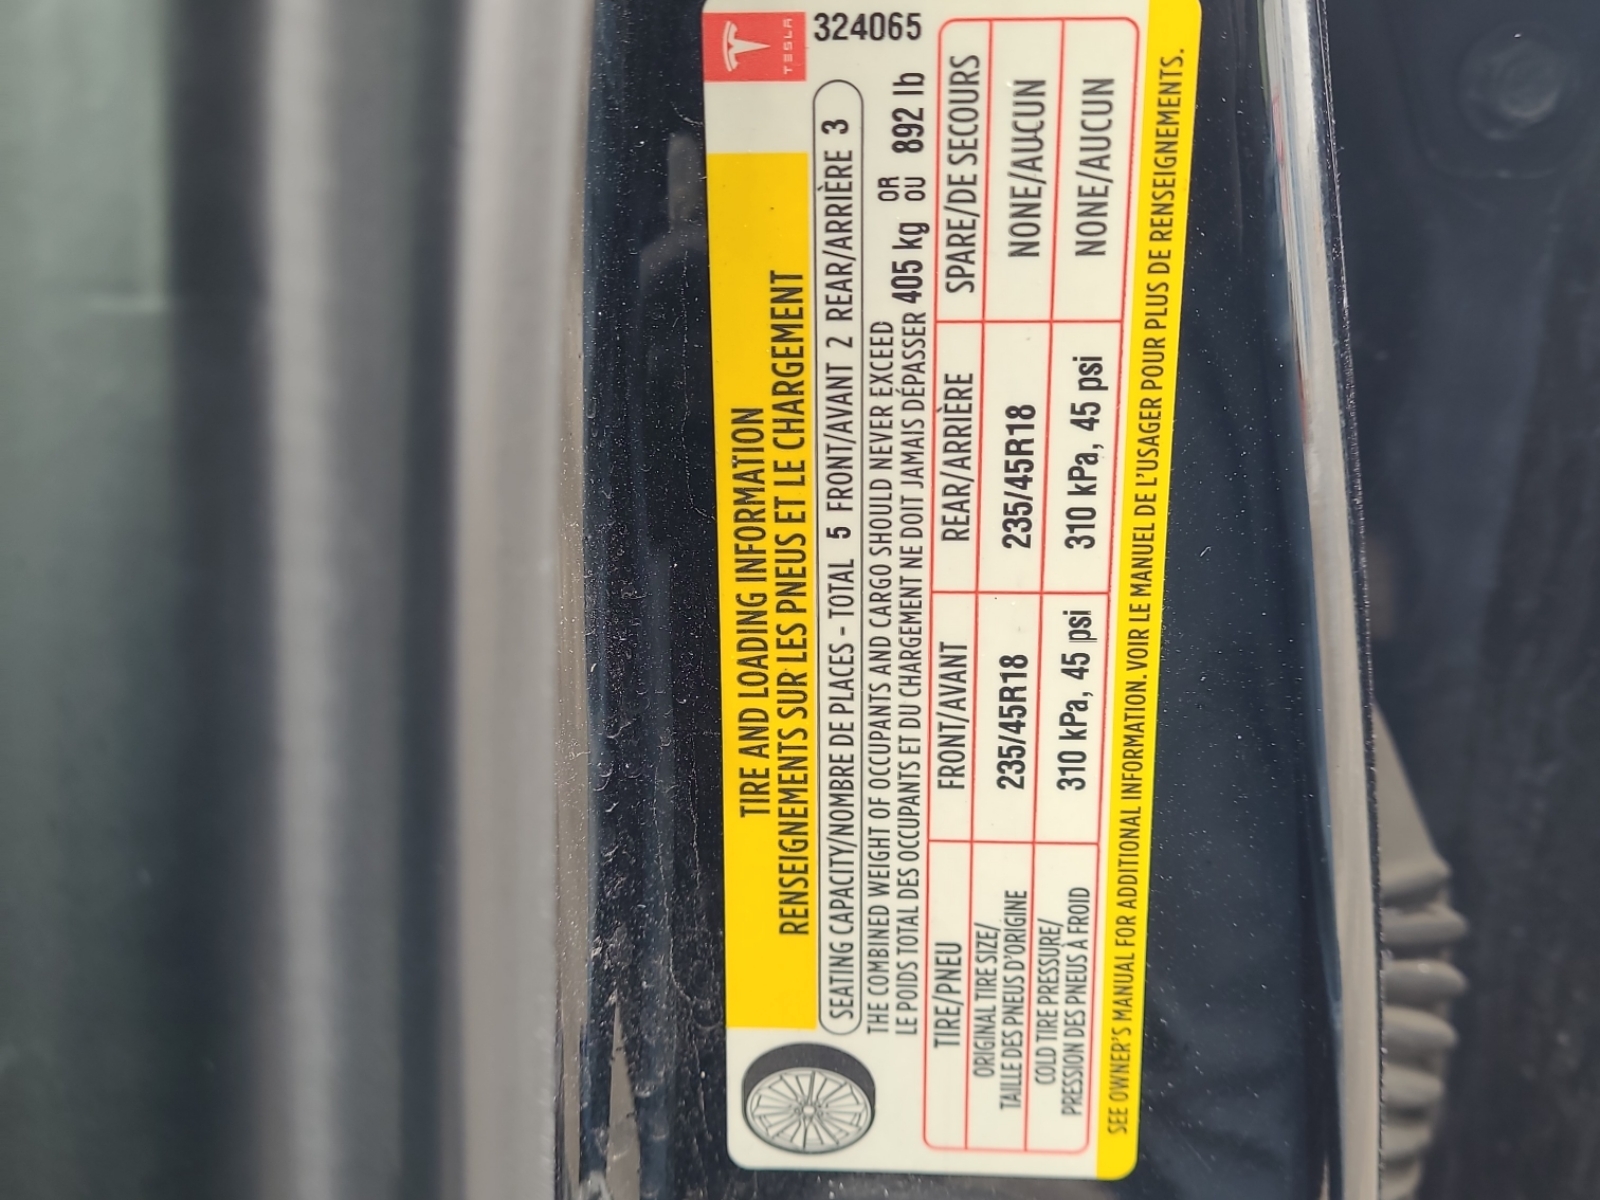 TESLA
324065
TIRE AND LOADING INFORMATION
RENSEIGNEMENTS SUR LES PNEUS ET LE CHARGEMENT
SEATING CAPACITY/NOMBRE DE PLACES - TOTAL 5 FRONT/AVANT 2 REAR/ARRIÈRE 3
THE COMBINED WEIGHT OF OCCUPANTS AND CARGO SHOULD NEVER EXCEED
LE POIDS TOTAL DES OCCUPANTS ET DU CHARGEMENT NE DOIT JAMAIS DÉPASSER 405 kg OR OU 892 lb
TIRE/PNEU FRONT/AVANT REAR/ARRIÈRE SPARE/DE SECOURS
ORIGINAL TIRE SIZE/
TAILLE DES PNEUS D'ORIGINE 235/45R18 235/45R18 NONE/AUCUN
COLD TIRE PRESSURE/
PRESSION DES PNEUS À FROID 310 kPa, 45 psi 310 kPa, 45 psi NONE/AUCUN
SEE OWNER'S MANUAL FOR ADDITIONAL INFORMATION. VOIR LE MANUEL DE L'USAGER POUR PLUS DE RENSEIGNEMENTS.